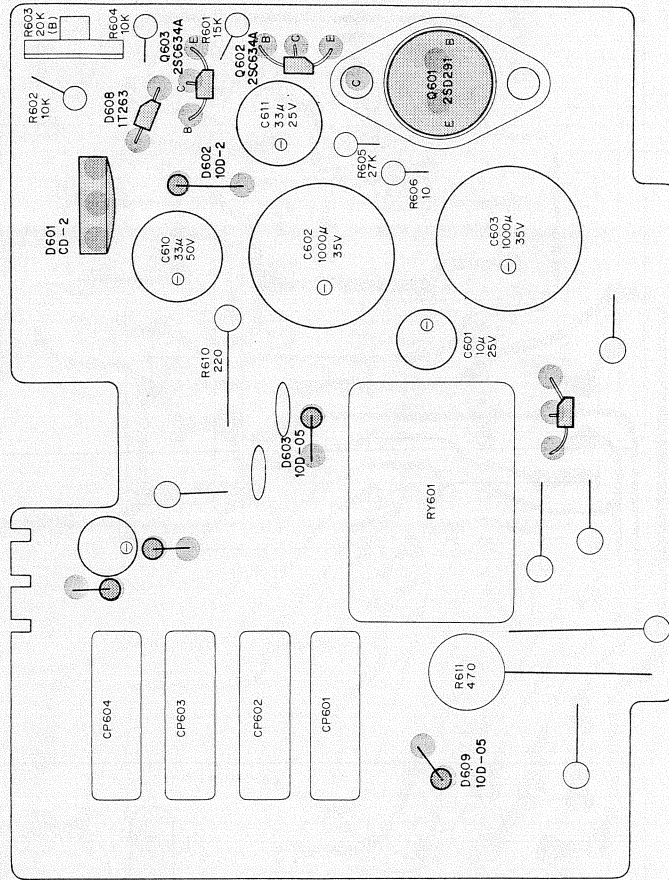 R603
20K
(B)
R604
10K
Q603
2SC634A
R601
15K
Q602
2SC634A
E
C
B
B
C
E
C
Q601
2SD291
B
E
R602
10K
D608
1T263
C611
33μ
25V
⊖
D602
10D-2
R605
27K
R606
10
D601
CD-2
C610
33μ
50V
⊖
C602
1000μ
35V
⊖
C603
1000μ
35V
⊖
R610
220
⊖
C601
10μ
25V
D603
10D-05
RY601
⊖
CP604
CP603
CP602
CP601
R611
470
D609
10D-05